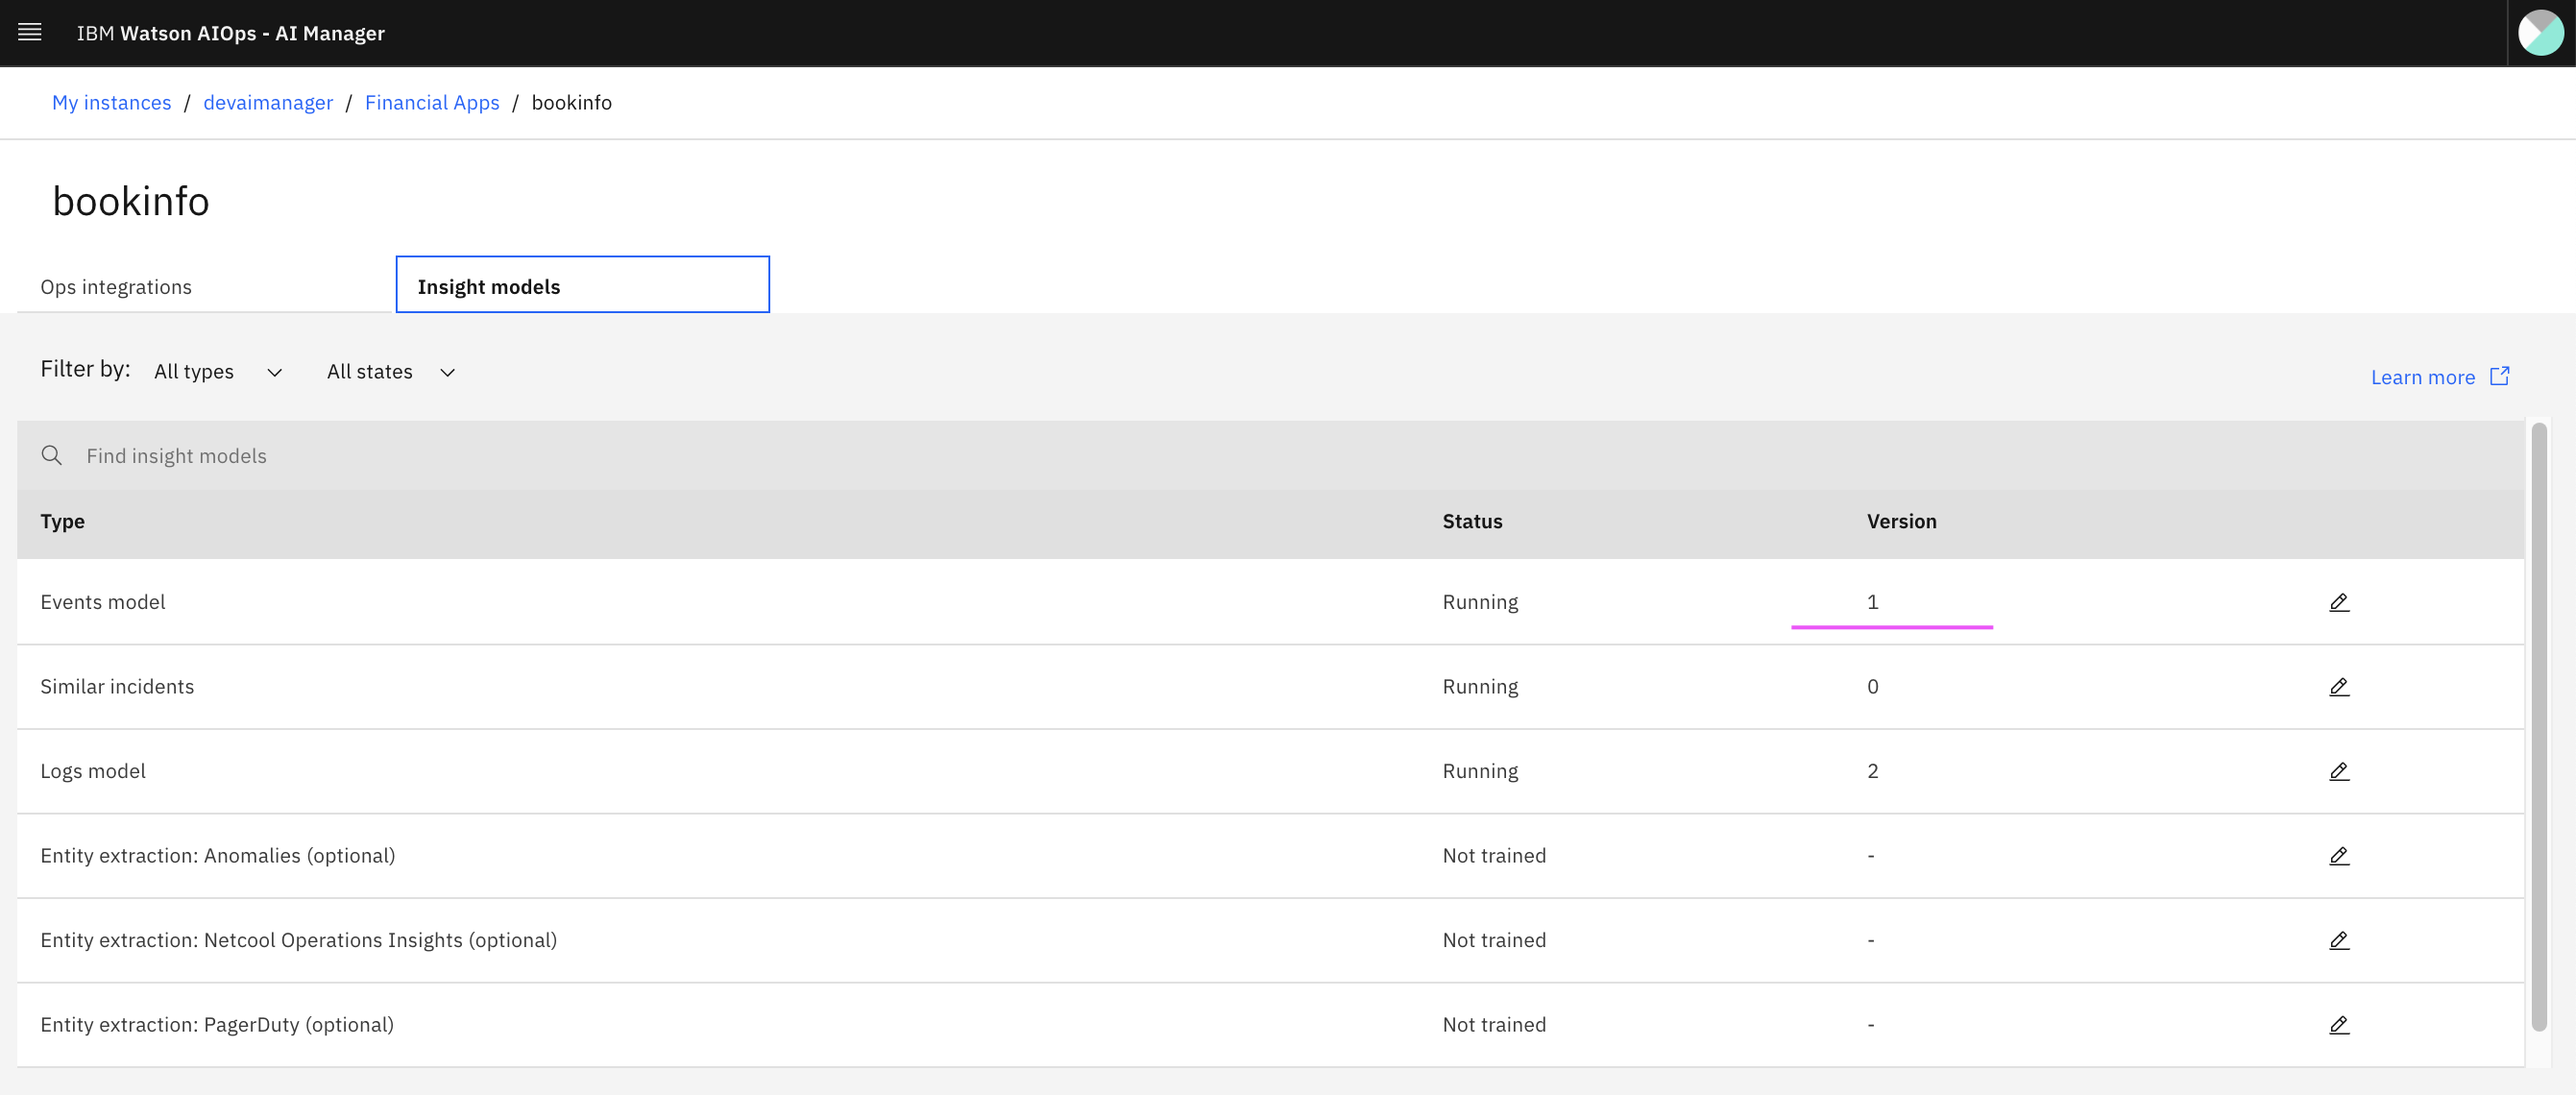 IBM Watson AIOps - AI Manager
My instances / devaimanager / Financial Apps / bookinfo
bookinfo
Ops integrations Insight models
Filter by: All types All states Learn more
Find insight models
Type Status Version
Events model Running 1
Similar incidents Running 0
Logs model Running 2
Entity extraction: Anomalies (optional) Not trained -
Entity extraction: Netcool Operations Insights (optional) Not trained -
Entity extraction: PagerDuty (optional) Not trained -